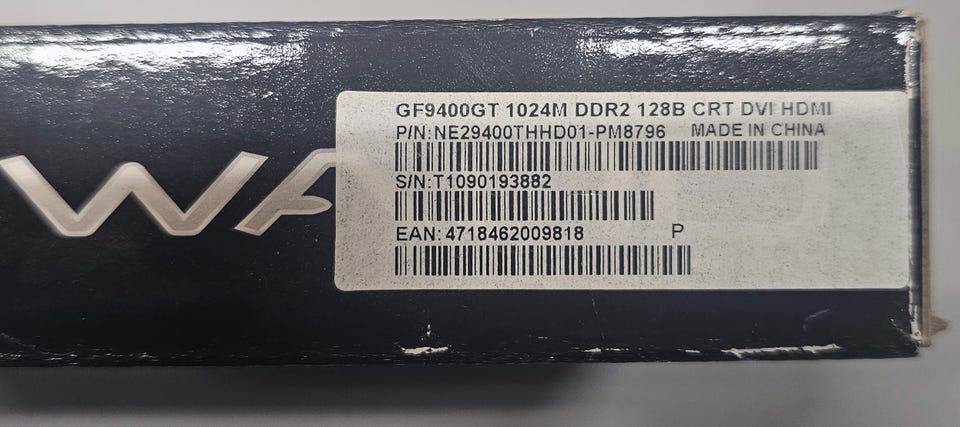 GF9400GT 1024M DDR2 128B CRT DVI HDMI
P/N:NE29400THHD01-PM8796 MADE IN CHINA
S/N:T1090193882
EAN: 4718462009818 P
WA